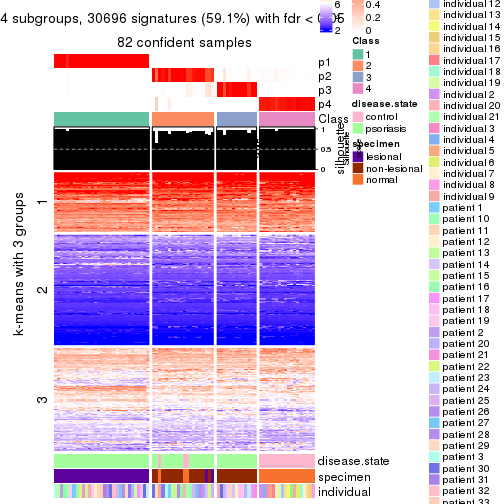 4 subgroups, 30696 signatures (59.1%) with fdr < 0.05
82 confident samples
p1
p2
p3
p4
Class
silhouette
1
0.5
0
k-means with 3 groups
1
2
3
disease.state
specimen
individual
8
6
0.4
0
Class
1
2
3
4
disease.state
control
psoriasis
specimen
lesional
non-lesional
normal
individual 12
individual 13
individual 14
individual 15
individual 16
individual 17
individual 18
individual 19
individual 2
individual 20
individual 21
individual 3
individual 4
individual 5
individual 6
individual 7
individual 8
individual 9
patient 1
patient 10
patient 11
patient 12
patient 13
patient 14
patient 15
patient 16
patient 17
patient 18
patient 19
patient 2
patient 20
patient 21
patient 22
patient 23
patient 24
patient 25
patient 26
patient 27
patient 28
patient 29
patient 3
patient 30
patient 31
patient 32
patient 33